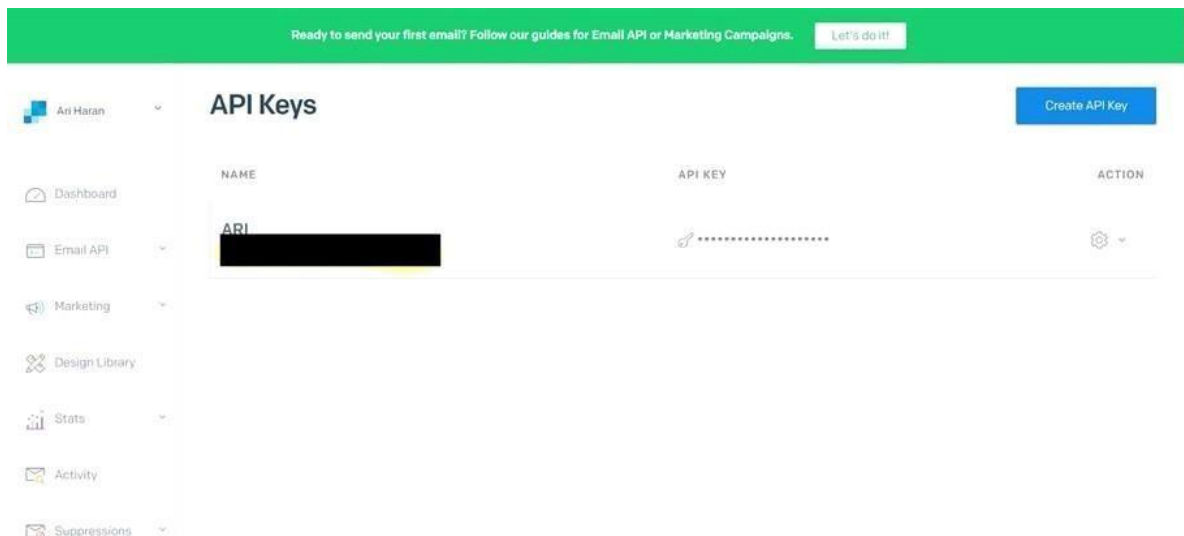 Ready to send your first email? Follow our guides for Email API or Marketing Campaigns. Let's do it!
Ari Haran
API Keys
Create API Key
Dashboard
Email API
Marketing
Design Library
Stats
Activity
Suppressions
NAME API KEY ACTION
ARI
••••••••••••••••••••